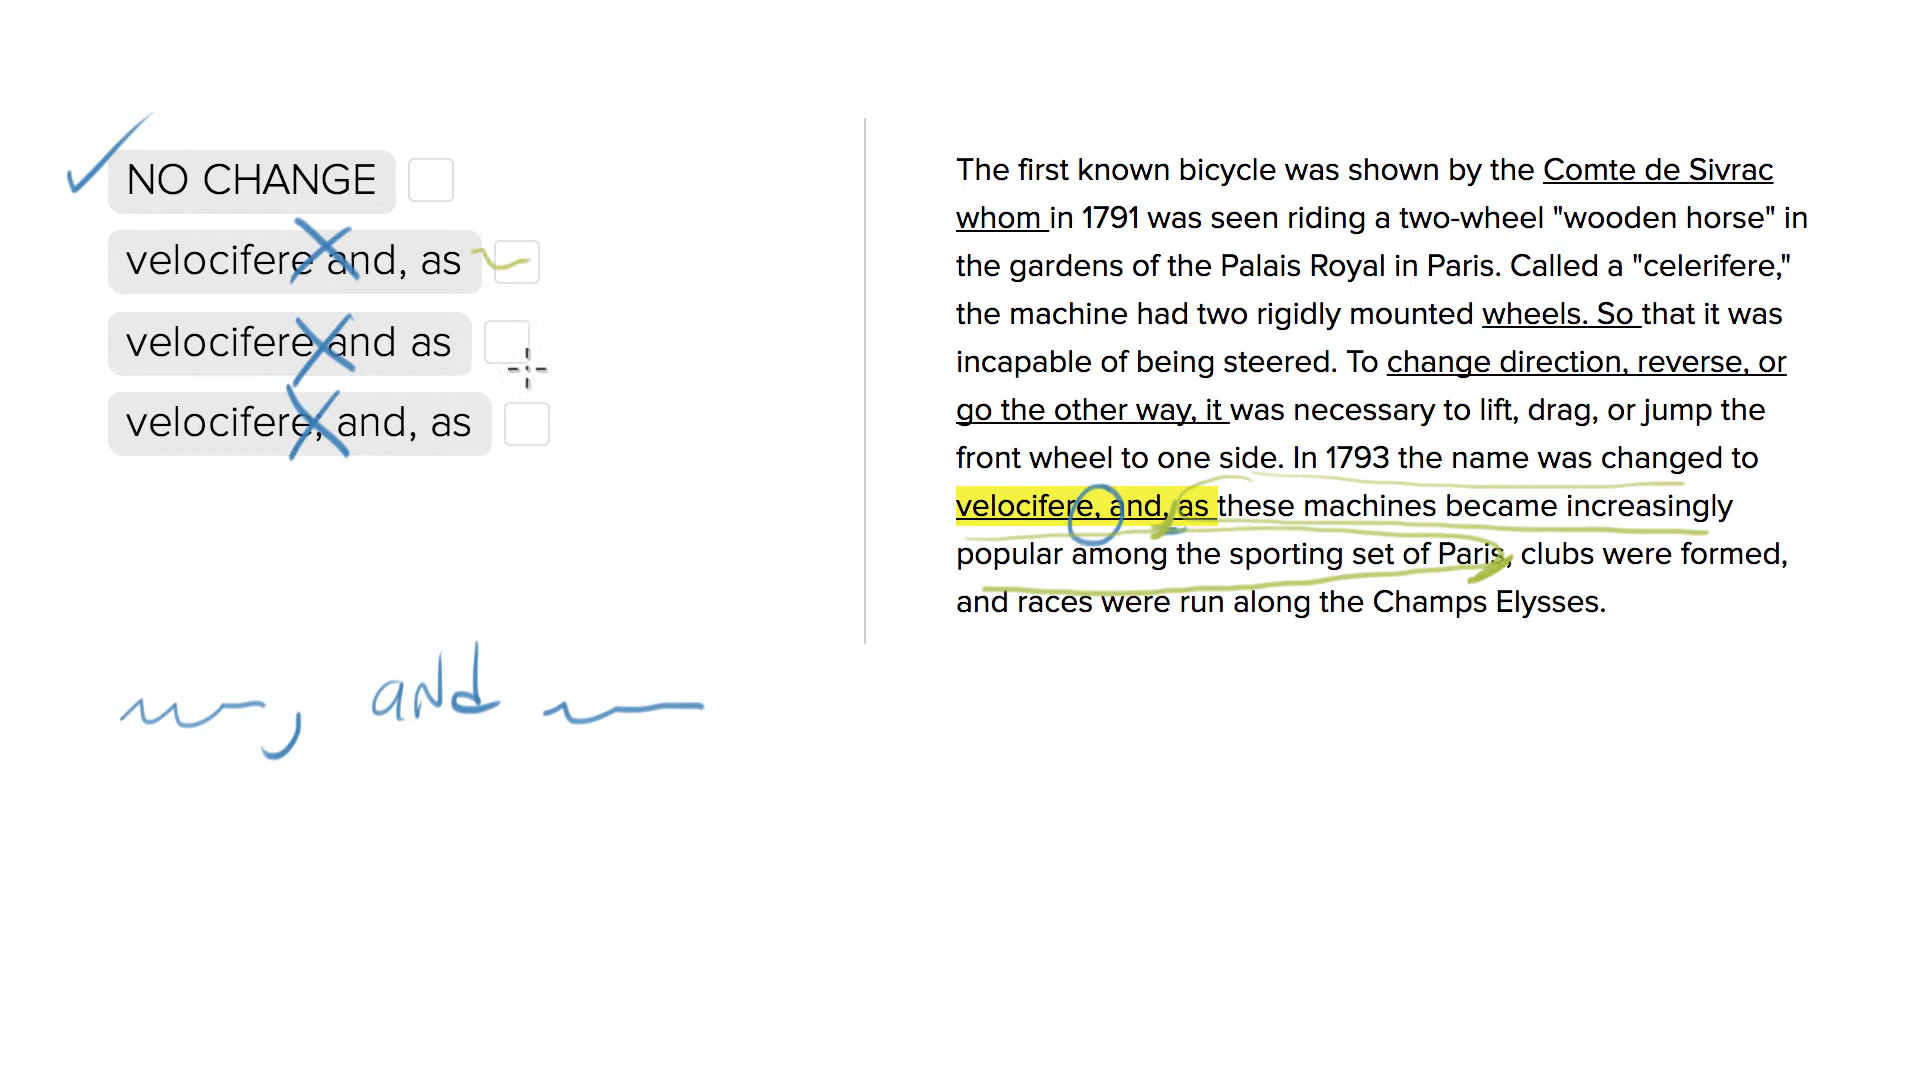 NO CHANGE
velocifere and, as
velocifere and as
velocifere; and, as
, and
The first known bicycle was shown by the Comte de Sivrac
whom in 1791 was seen riding a two-wheel "wooden horse" in
the gardens of the Palais Royal in Paris. Called a "celerifere,"
the machine had two rigidly mounted wheels. So that it was
incapable of being steered. To change direction, reverse, or
go the other way, it was necessary to lift, drag, or jump the
front wheel to one side. In 1793 the name was changed to
velocifere, and, as these machines became increasingly
popular among the sporting set of Paris, clubs were formed,
and races were run along the Champs Elysses.